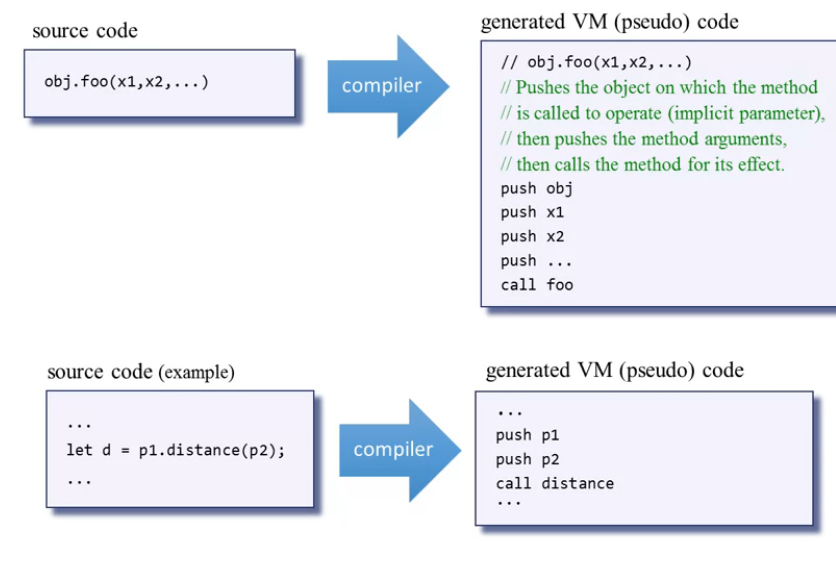 source code
obj.foo(x1,x2,...)
compiler
generated VM (pseudo) code
// obj.foo(x1,x2,...)
// Pushes the object on which the method
// is called to operate (implicit parameter),
// then pushes the method arguments,
// then calls the method for its effect.
push obj
push x1
push x2
push ...
call foo
source code (example)
...
let d = p1.distance(p2);
...
compiler
generated VM (pseudo) code
...
push p1
push p2
call distance
...